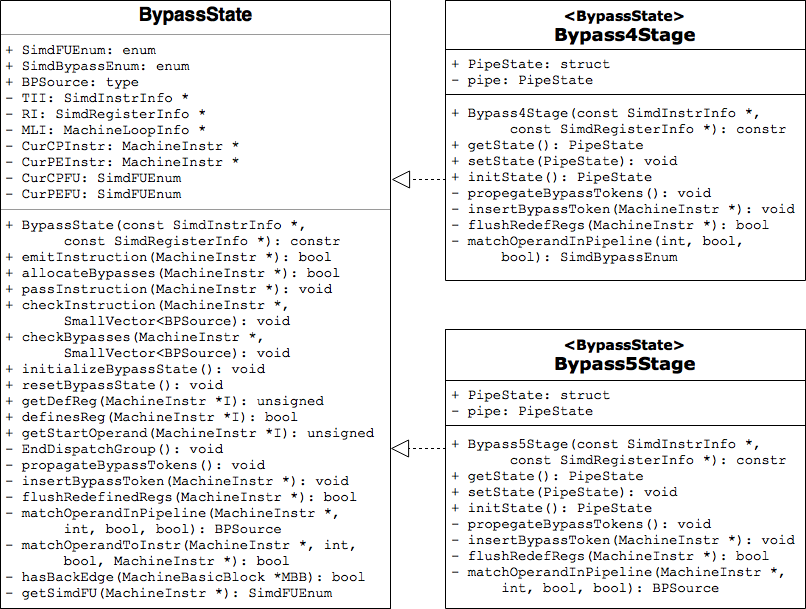 BypassState
+ SimdFUEnum: enum
+ SimdBypassEnum: enum
+ BPSource: type
- TII: SimdInstrInfo *
- RI: SimdRegisterInfo *
- MLI: MachineLoopInfo *
- CurCPInstr: MachineInstr *
- CurPEInstr: MachineInstr *
- CurCPFU: SimdFUEnum
- CurPEFU: SimdFUEnum
+ BypassState(const SimdInstrInfo *,
const SimdRegisterInfo *): constr
+ emitInstruction(MachineInstr *): bool
+ allocateBypasses(MachineInstr *): bool
+ passInstruction(MachineInstr *): void
+ checkInstruction(MachineInstr *,
SmallVector<BPSource): void
+ checkBypasses(MachineInstr *,
SmallVector<BPSource): void
+ initializeBypassState(): void
+ resetBypassState(): void
+ getDefReg(MachineInstr *I): unsigned
+ definesReg(MachineInstr *I): bool
+ getStartOperand(MachineInstr *I): unsigned
- EndDispatchGroup(): void
- propagateBypassTokens(): void
- insertBypassToken(MachineInstr *): void
- flushRedefinedRegs(MachineInstr *): bool
- matchOperandInPipeline(MachineInstr *,
int, bool, bool): BPSource
- matchOperandToInstr(MachineInstr *, int,
bool, MachineInstr *): bool
- hasBackEdge(MachineBasicBlock *MBB): bool
- getSimdFU(MachineInstr *): SimdFUEnum
<BypassState>
Bypass4Stage
+ PipeState: struct
- pipe: PipeState
+ Bypass4Stage(const SimdInstrInfo *,
const SimdRegisterInfo *): constr
+ getState(): PipeState
+ setState(PipeState): void
+ initState(): PipeState
- propegateBypassTokens(): void
- insertBypassToken(MachineInstr *): void
- flushRedefRegs(MachineInstr *): bool
- matchOperandInPipeline(int, bool,
bool): SimdBypassEnum
<BypassState>
Bypass5Stage
+ PipeState: struct
- pipe: PipeState
+ Bypass5Stage(const SimdInstrInfo *,
const SimdRegisterInfo *): constr
+ getState(): PipeState
+ setState(PipeState): void
+ initState(): PipeState
- propegateBypassTokens(): void
- insertBypassToken(MachineInstr *): void
- flushRedefRegs(MachineInstr *): bool
- matchOperandInPipeline(MachineInstr *,
int, bool, bool): BPSource